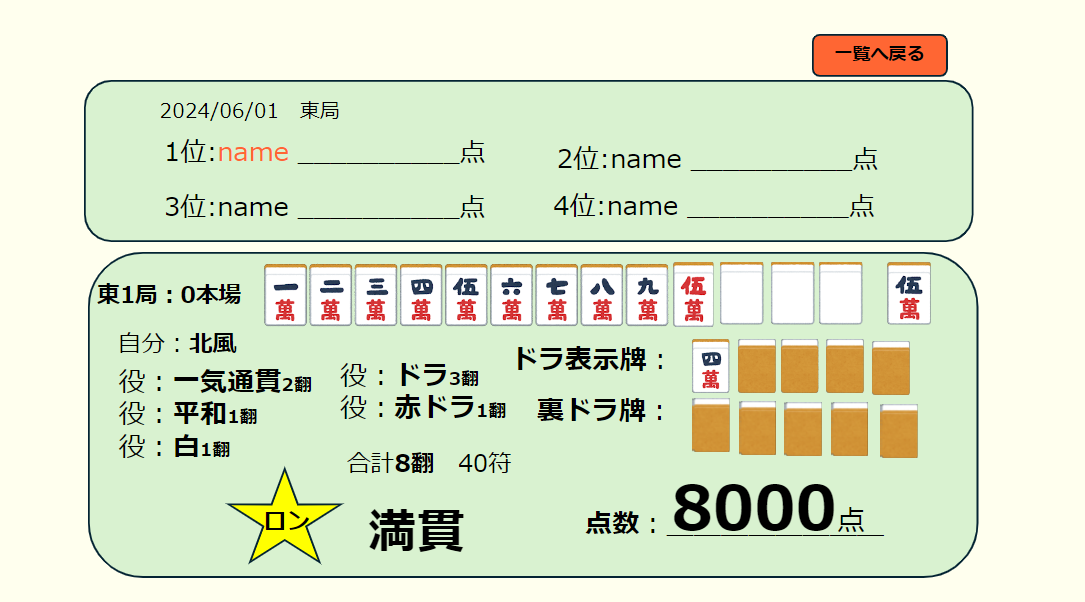 一覧へ戻る
2024/06/01　東局
1位:name __________点
2位:name __________点
3位:name __________点
4位:name __________点
東1局：0本場
一萬 二萬 三萬 四萬 伍萬 六萬 七萬 八萬 九萬 伍萬 伍萬
自分：北風
役：一気通貫2翻
役：平和1翻
役：白1翻
役：ドラ3翻
役：赤ドラ1翻
ドラ表示牌：
四萬
裏ドラ牌：
合計8翻　40符
ロン
満貫
点数：8000点